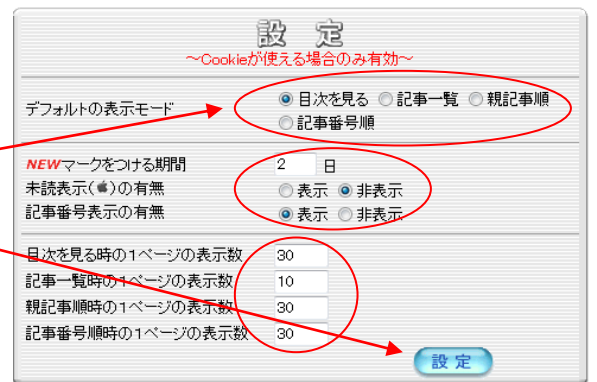 設 定
～Cookieが使える場合のみ有効～
デフォルトの表示モード
目次を見る 記事一覧 親記事順
記事番号順
NEWマークをつける期間 2 日
未読表示()の有無 表示 非表示
記事番号表示の有無 表示 非表示
目次を見る時の1ページの表示数 30
記事一覧時の1ページの表示数 10
親記事順時の1ページの表示数 30
記事番号順時の1ページの表示数 30
設 定